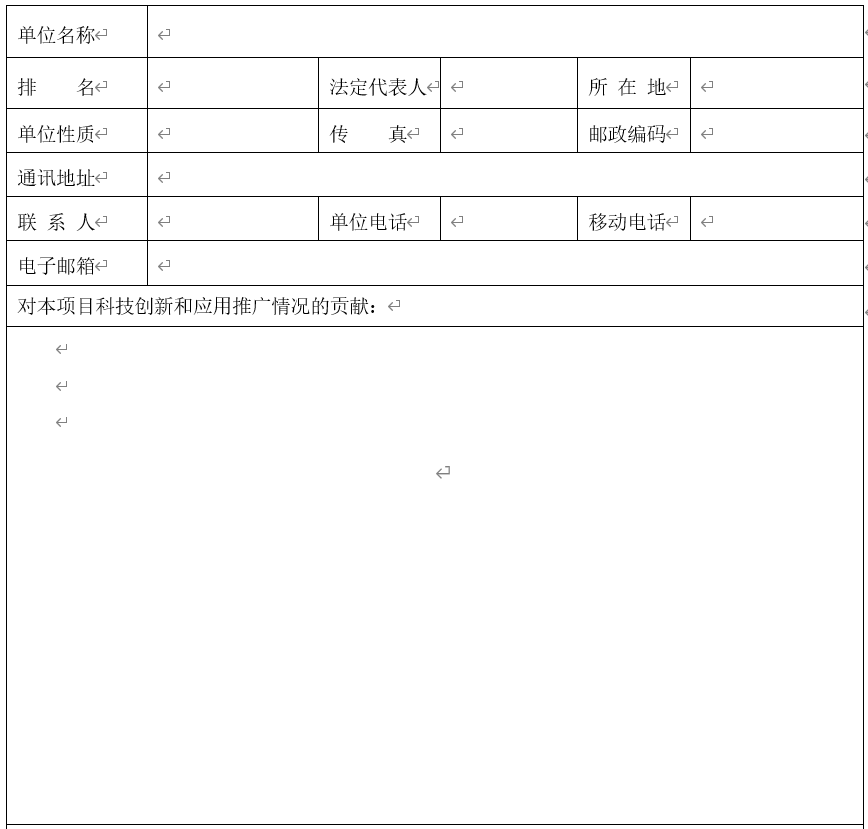 单位名称
排　　名 法定代表人 所 在 地
单位性质 传　　真 邮政编码
通讯地址
联 系 人 单位电话 移动电话
电子邮箱
对本项目科技创新和应用推广情况的贡献：